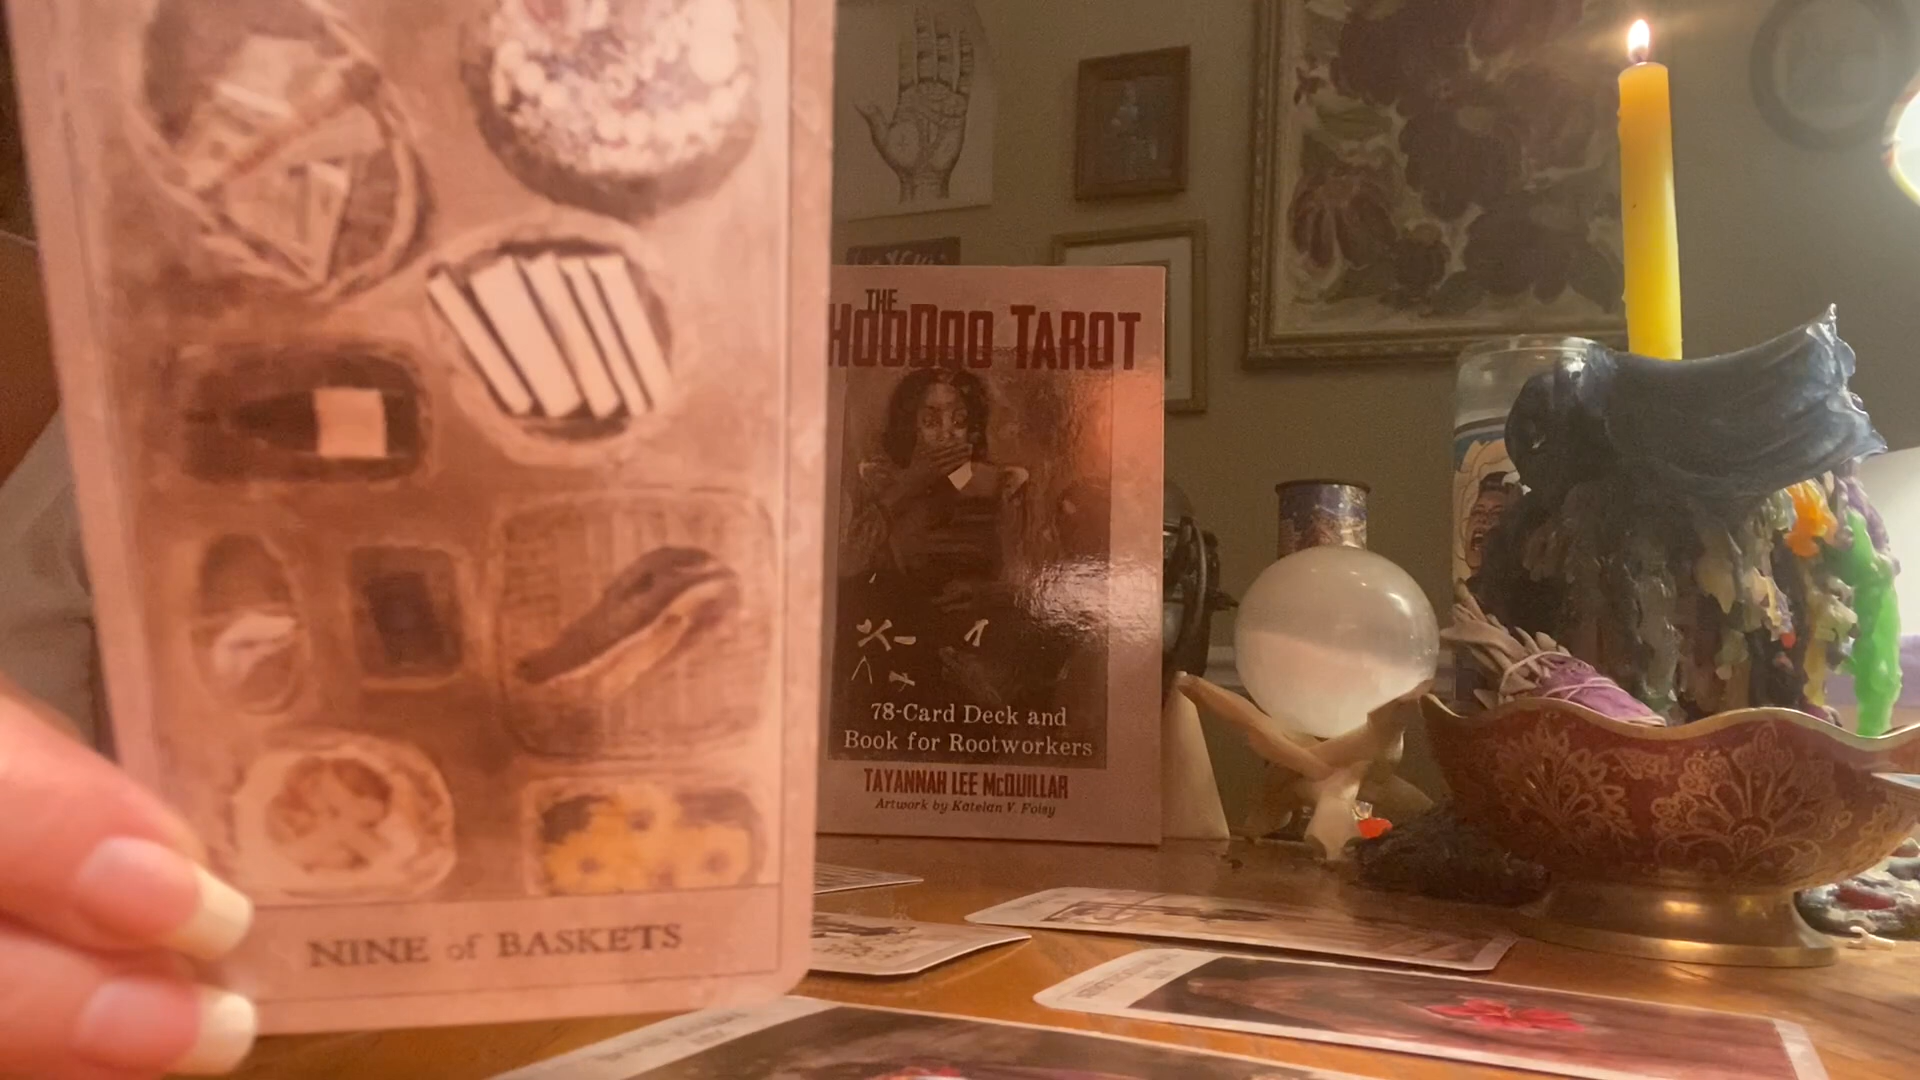 NINE of BASKETS
THE
HOODOO TAROT
78-Card Deck and
Book for Rootworkers
TAYANNAH LEE McQUILLAR
Artwork by Katelan V. Foisy